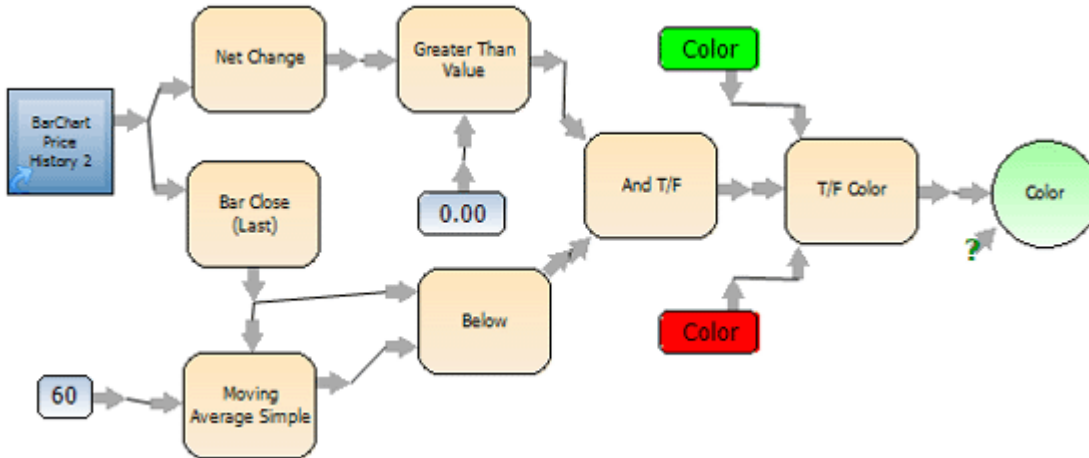 Net Change
Greater Than
Value
Color
BarChart
Price
History 2
Bar Close
(Last)
0.00
And T/F
T/F Color
Color
?
Below
Color
60
Moving
Average Simple